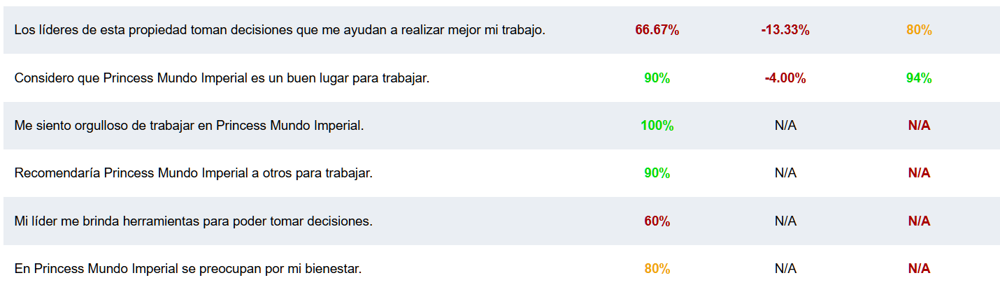 Los líderes de esta propiedad toman decisiones que me ayudan a realizar mejor mi trabajo. 66.67% -13.33% 80%
Considero que Princess Mundo Imperial es un buen lugar para trabajar. 90% -4.00% 94%
Me siento orgulloso de trabajar en Princess Mundo Imperial. 100% N/A N/A
Recomendaría Princess Mundo Imperial a otros para trabajar. 90% N/A N/A
Mi líder me brinda herramientas para poder tomar decisiones. 60% N/A N/A
En Princess Mundo Imperial se preocupan por mi bienestar. 80% N/A N/A